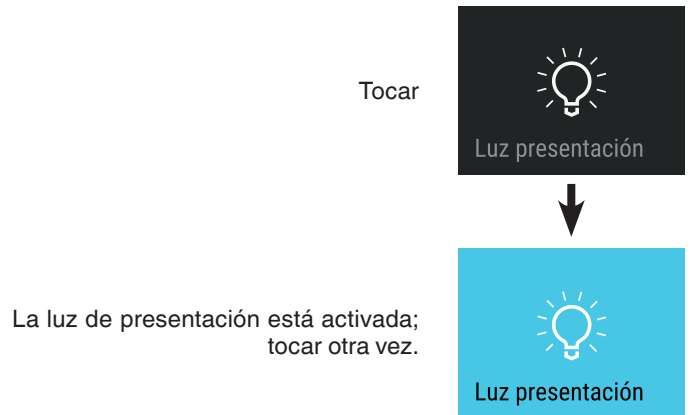 Tocar
Luz presentación
La luz de presentación está activada;
tocar otra vez.
Luz presentación